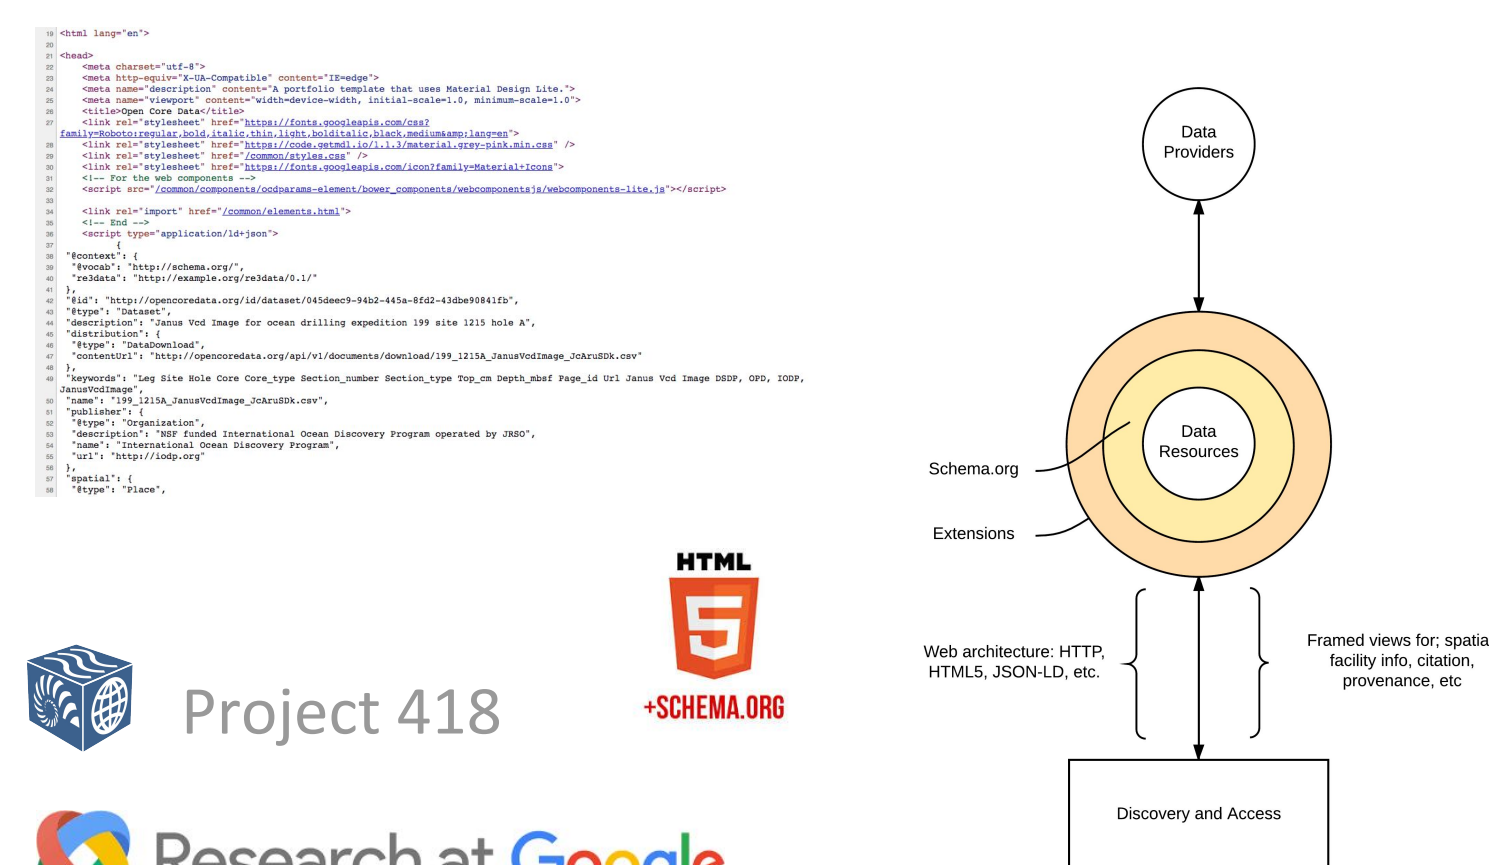 19 <html lang="en">
20
21 <head>
22 <meta charset="utf-8">
23 <meta http-equiv="X-UA-Compatible" content="IE=edge">
24 <meta name="description" content="A portfolio template that uses Material Design Lite.">
25 <meta name="viewport" content="width=device-width, initial-scale=1.0, minimum-scale=1.0">
26 <title>Open Core Data</title>
27 <link rel="stylesheet" href="https://fonts.googleapis.com/css?
family=Roboto:regular,bold,italic,thin,light,bolditalic,black,medium&amp;lang=en">
28 <link rel="stylesheet" href="https://code.getmdl.io/1.1.3/material.grey-pink.min.css" />
29 <link rel="stylesheet" href="/common/styles.css" />
30 <link rel="stylesheet" href="https://fonts.googleapis.com/icon?family=Material+Icons">
31 <!-- For the web components -->
32 <script src="/common/components/ocdparams-element/bower_components/webcomponentsjs/webcomponents-lite.js"></script>
33
34 <link rel="import" href="/common/elements.html">
35 <!-- End -->
36 <script type="application/ld+json">
37 {
38 "@context": {
39 "@vocab": "http://schema.org/",
40 "re3data": "http://example.org/re3data/0.1/"
41 },
42 "@id": "http://opencoredata.org/id/dataset/045deec9-94b2-445a-8fd2-43dbe90841fb",
43 "@type": "Dataset",
44 "description": "Janus Vcd Image for ocean drilling expedition 199 site 1215 hole A",
45 "distribution": {
46 "@type": "DataDownload",
47 "contentUrl": "http://opencoredata.org/api/v1/documents/download/199_1215A_JanusVcdImage_JcAruSDk.csv"
48 },
49 "keywords": "Leg Site Hole Core Core_type Section_number Section_type Top_cm Depth_mbsf Page_id Url Janus Vcd Image DSDP, OPD, IODP,
JanusVcdImage",
50 "name": "199_1215A_JanusVcdImage_JcAruSDk.csv",
51 "publisher": {
52 "@type": "Organization",
53 "description": "NSF funded International Ocean Discovery Program operated by JRSO",
54 "name": "International Ocean Discovery Program",
55 "url": "http://iodp.org"
56 },
57 "spatial": {
58 "@type": "Place",
Data
Providers
Data
Resources
Schema.org
Extensions
Web architecture: HTTP,
HTML5, JSON-LD, etc.
Framed views for; spatia
facility info, citation,
provenance, etc
Discovery and Access
HTML
5
+SCHEMA.ORG
Project 418
Research at Google